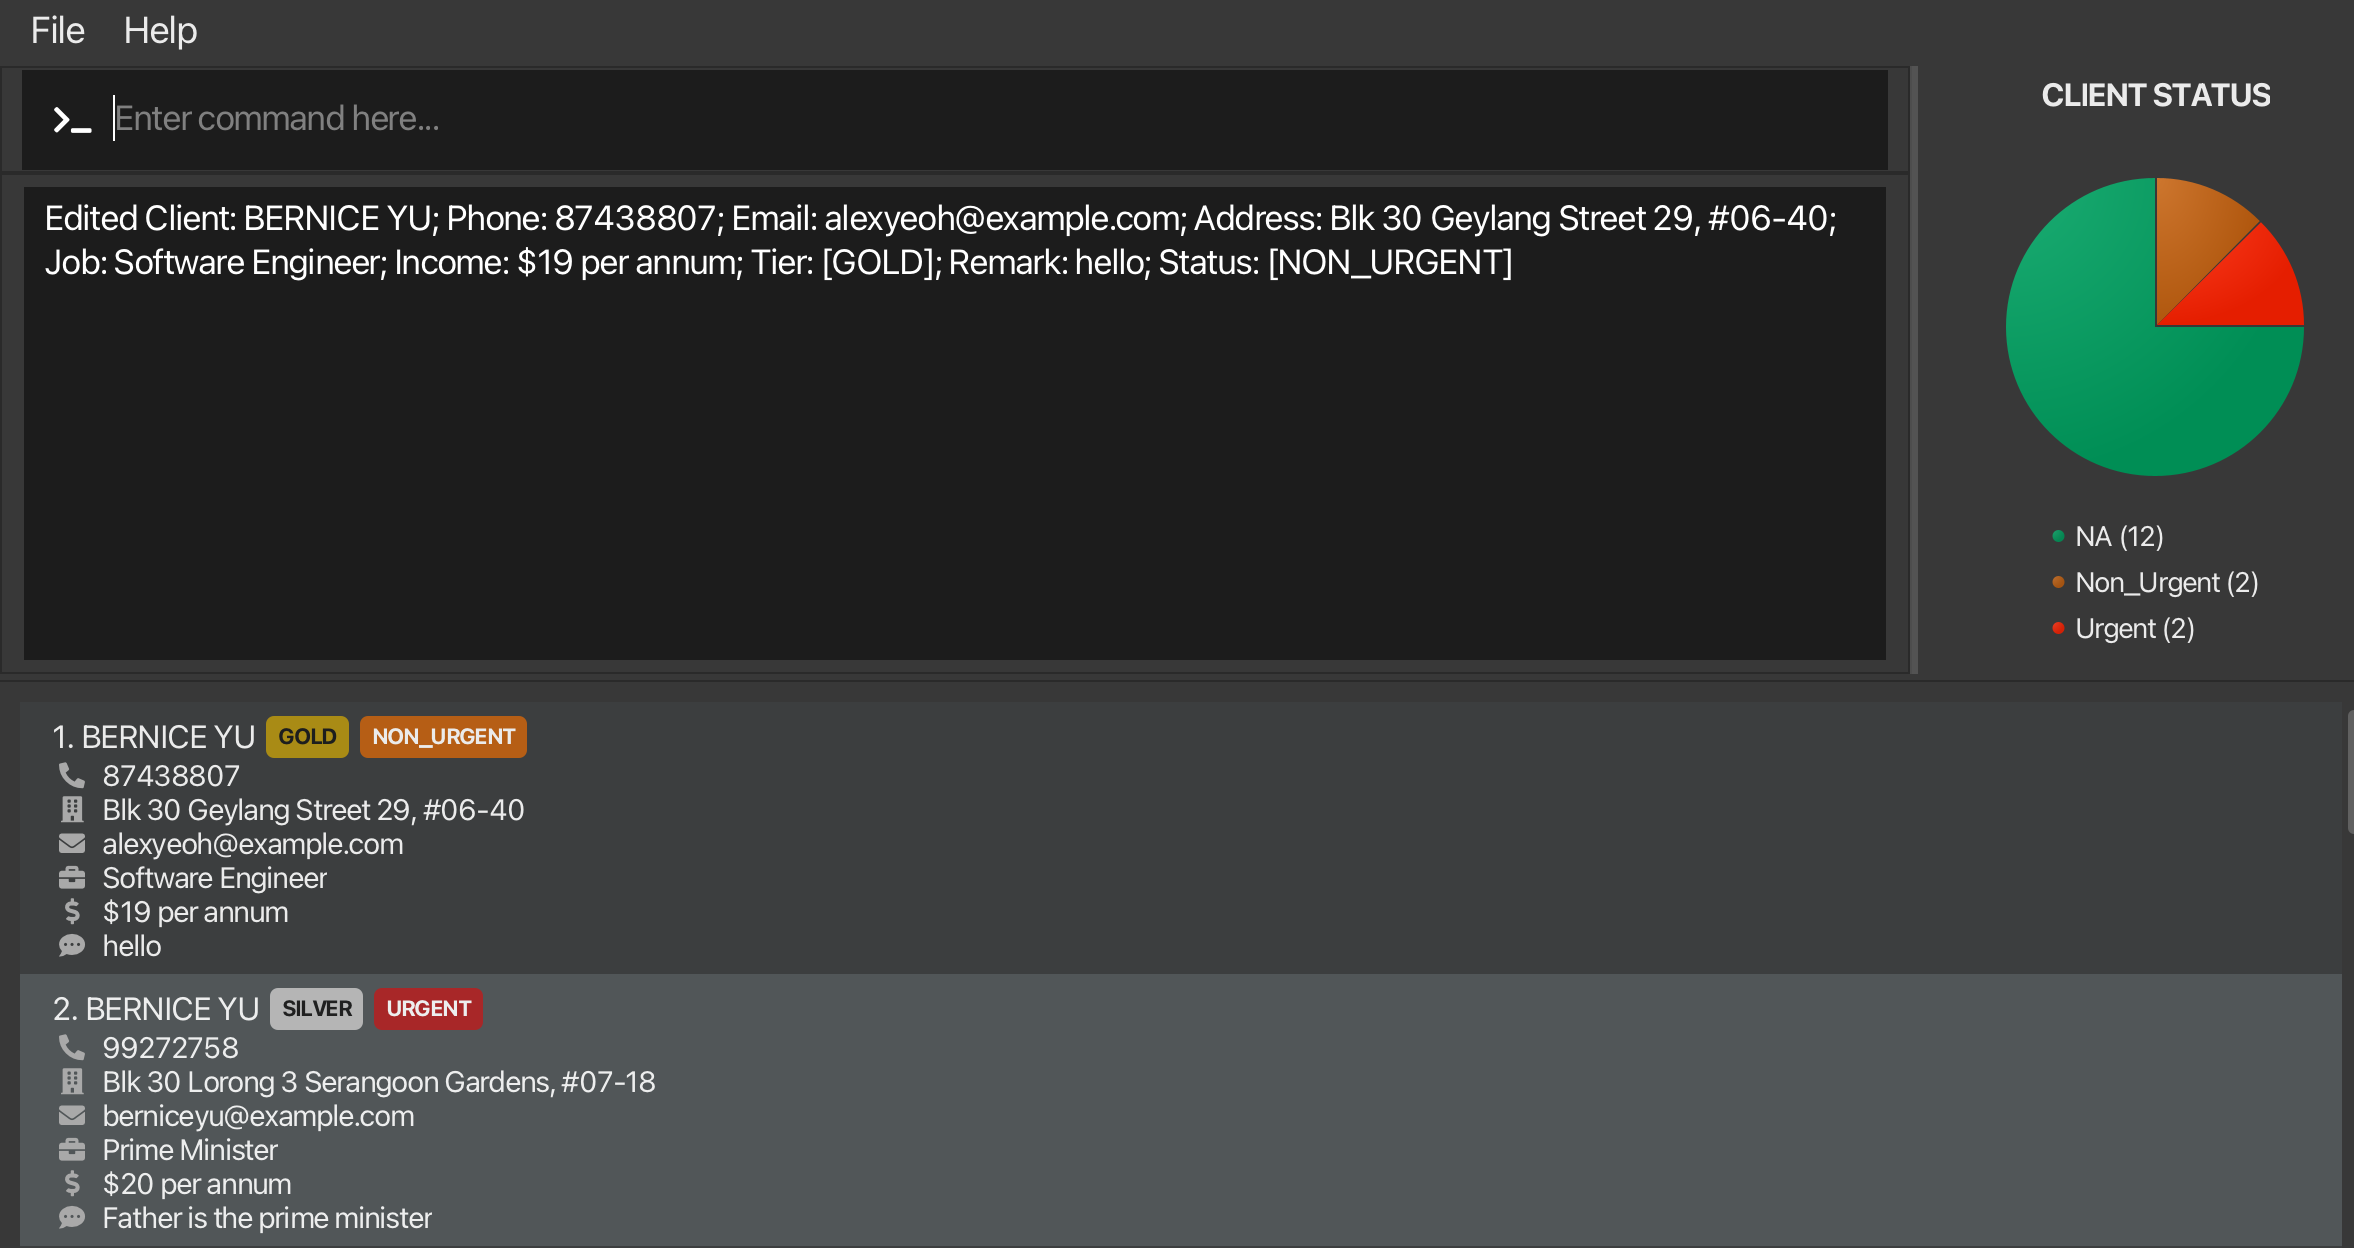 File Help
Enter command here...
Edited Client: BERNICE YU; Phone: 87438807; Email: alexyeoh@example.com; Address: Blk 30 Geylang Street 29, #06-40;
Job: Software Engineer; Income: $19 per annum; Tier: [GOLD]; Remark: hello; Status: [NON_URGENT]
CLIENT STATUS
NA (12)
Non_Urgent (2)
Urgent (2)
1. BERNICE YU GOLD NON_URGENT
87438807
Blk 30 Geylang Street 29, #06-40
alexyeoh@example.com
Software Engineer
$19 per annum
hello
2. BERNICE YU SILVER URGENT
99272758
Blk 30 Lorong 3 Serangoon Gardens, #07-18
berniceyu@example.com
Prime Minister
$20 per annum
Father is the prime minister